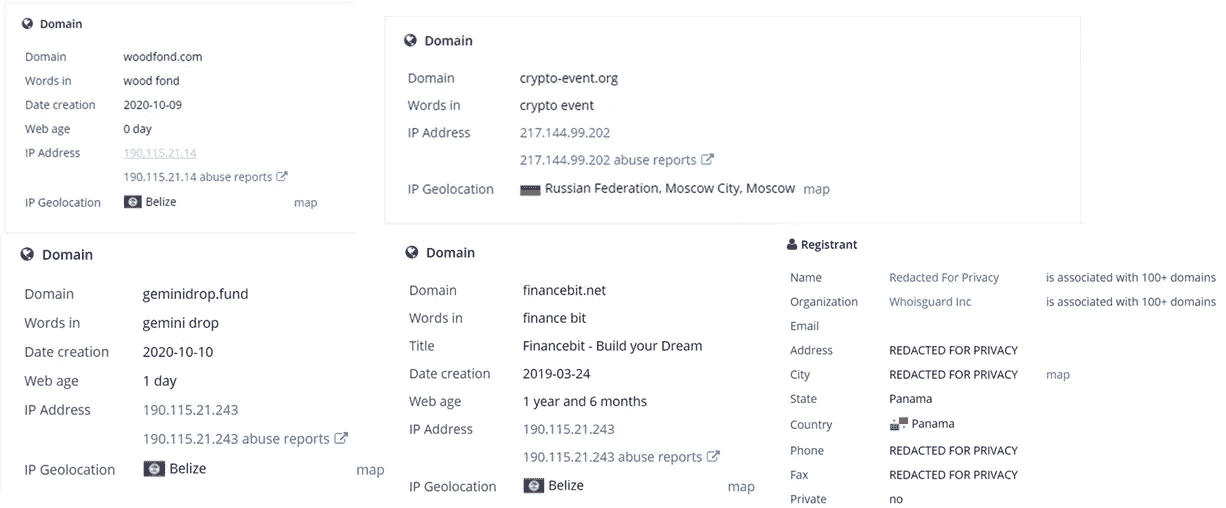 Domain
Domain woodfond.com
Words in wood fond
Date creation 2020-10-09
Web age 0 day
IP Address 190.115.21.14
190.115.21.14 abuse reports
IP Geolocation Belize map
Domain
Domain crypto-event.org
Words in crypto event
IP Address 217.144.99.202
217.144.99.202 abuse reports
IP Geolocation Russian Federation, Moscow City, Moscow map
Domain
Domain geminidrop.fund
Words in gemini drop
Date creation 2020-10-10
Web age 1 day
IP Address 190.115.21.243
190.115.21.243 abuse reports
IP Geolocation Belize map
Domain
Domain financebit.net
Words in finance bit
Title Financebit - Build your Dream
Date creation 2019-03-24
Web age 1 year and 6 months
IP Address 190.115.21.243
190.115.21.243 abuse reports
IP Geolocation Belize map
Registrant
Name Redacted For Privacy is associated with 100+ domains
Organization Whoisguard Inc is associated with 100+ domains
Email
Address REDACTED FOR PRIVACY
City REDACTED FOR PRIVACY map
State Panama
Country Panama
Phone REDACTED FOR PRIVACY
Fax REDACTED FOR PRIVACY
Private no